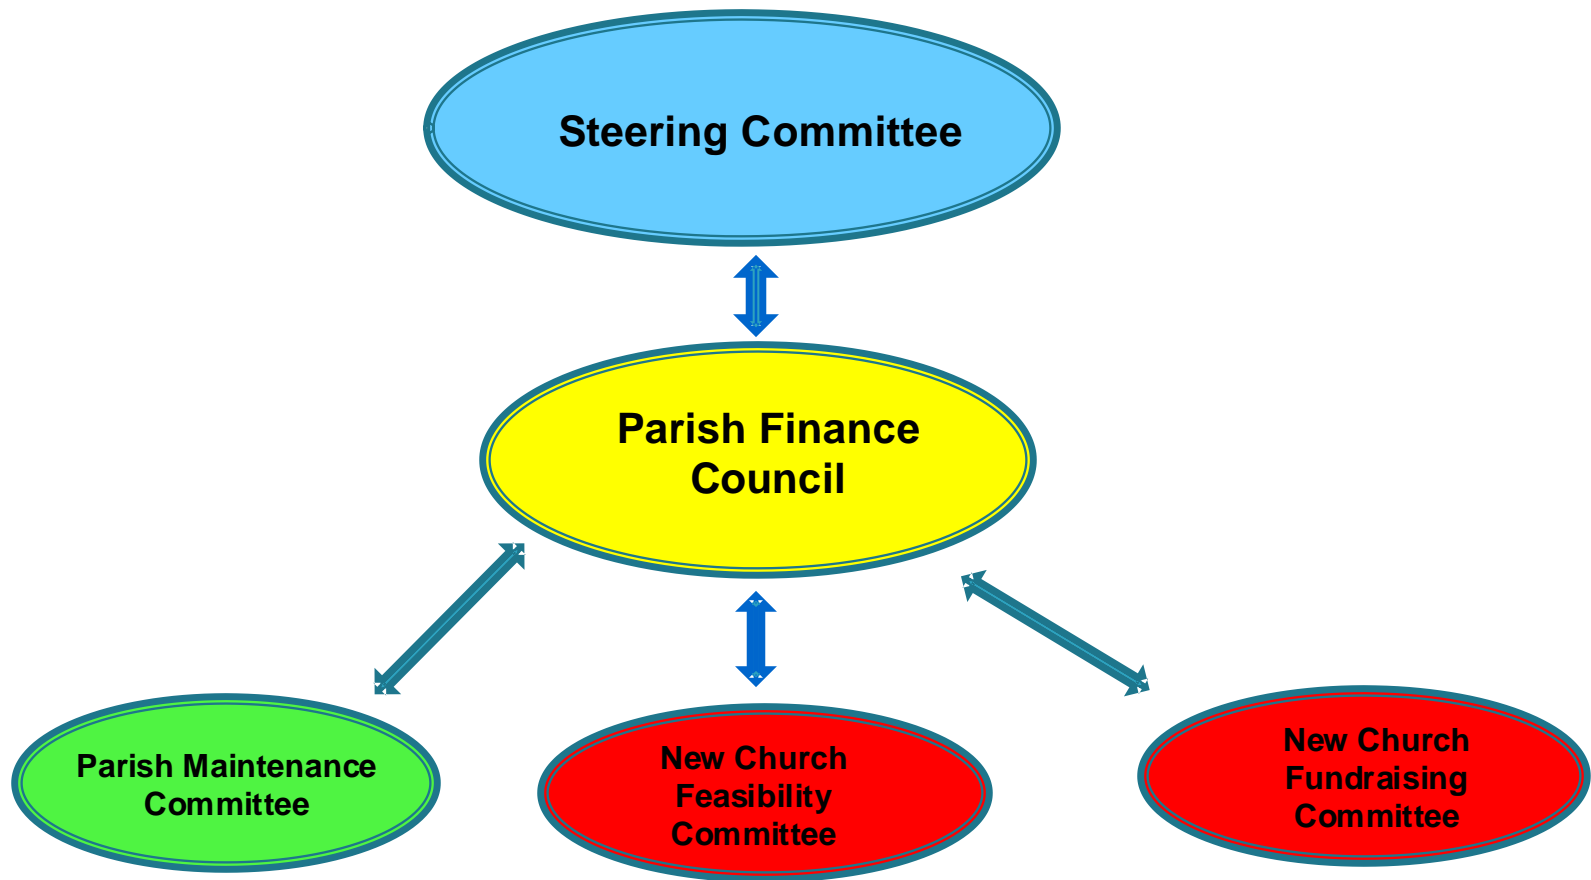 Steering Committee
Parish Finance
Council
Parish Maintenance
Committee
New Church
Feasibility
Committee
New Church
Fundraising
Committee